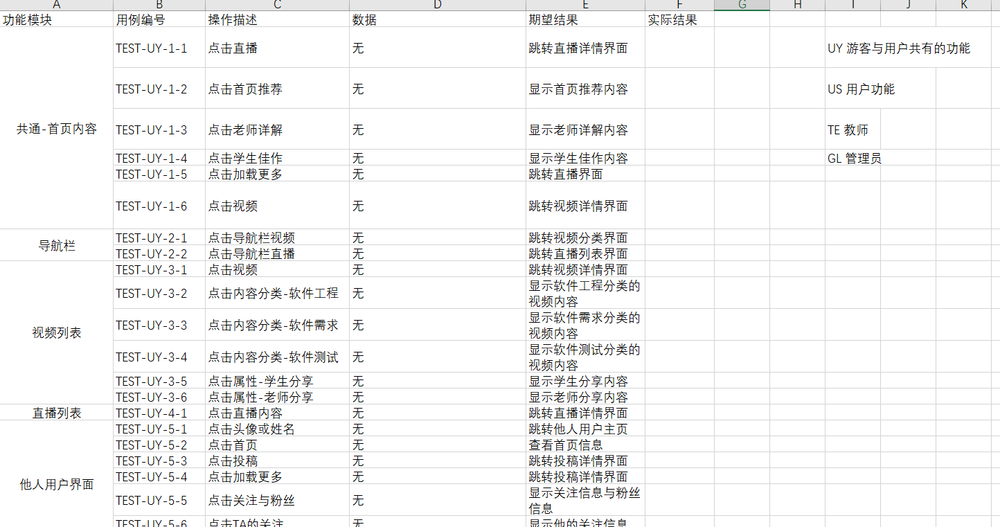 A B C D E F G H I J K
功能模块 用例编号 操作描述 数据 期望结果 实际结果
共通-首页内容 TEST-UY-1-1 点击直播 无 跳转直播详情界面 UY 游客与用户共有的功能
TEST-UY-1-2 点击首页推荐 无 显示首页推荐内容 US 用户功能
TEST-UY-1-3 点击老师详解 无 显示老师详解内容 TE 教师
TEST-UY-1-4 点击学生佳作 无 显示学生佳作内容 GL 管理员
TEST-UY-1-5 点击加载更多 无 跳转直播界面
TEST-UY-1-6 点击视频 无 跳转视频详情界面
导航栏 TEST-UY-2-1 点击导航栏视频 无 跳转视频分类界面
TEST-UY-2-2 点击导航栏直播 无 跳转直播列表界面
视频列表 TEST-UY-3-1 点击视频 无 跳转视频详情界面
TEST-UY-3-2 点击内容分类-软件工程 无 显示软件工程分类的
视频内容
TEST-UY-3-3 点击内容分类-软件需求 无 显示软件需求分类的
视频内容
TEST-UY-3-4 点击内容分类-软件测试 无 显示软件测试分类的
视频内容
TEST-UY-3-5 点击属性-学生分享 无 显示学生分享内容
TEST-UY-3-6 点击属性-老师分享 无 显示老师分享内容
直播列表 TEST-UY-4-1 点击直播内容 无 跳转直播详情界面
他人用户界面 TEST-UY-5-1 点击头像或姓名 无 跳转他人用户主页
TEST-UY-5-2 点击首页 无 查看首页信息
TEST-UY-5-3 点击投稿 无 跳转投稿详情界面
TEST-UY-5-4 点击加载更多 无 跳转投稿详情界面
TEST-UY-5-5 点击关注与粉丝 无 显示关注信息与粉丝
信息
TEST-UY-5-6 点击TA的关注 无 显示他的关注信息